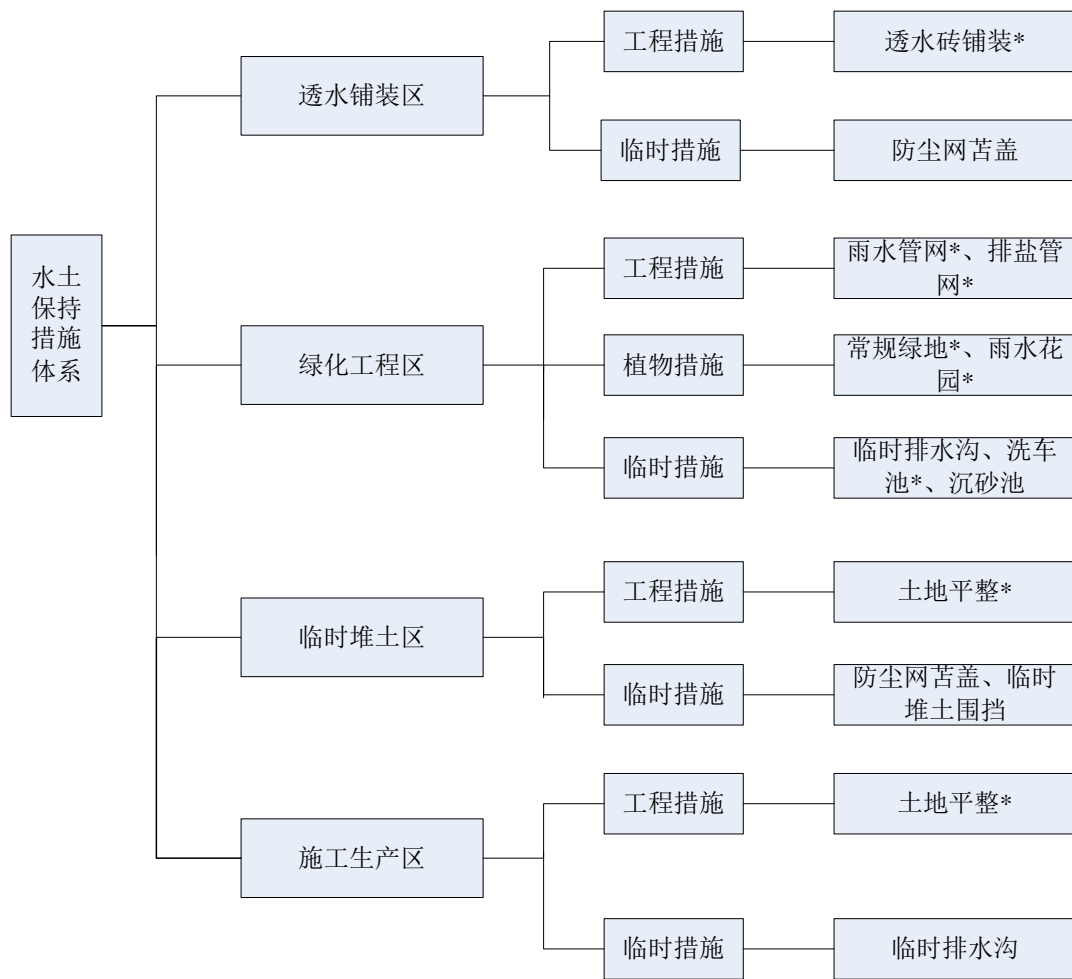 水土
保持
措施
体系
透水铺装区
工程措施
透水砖铺装*
临时措施
防尘网苫盖
绿化工程区
工程措施
雨水管网*、排盐管
网*
植物措施
常规绿地*、雨水花
园*
临时措施
临时排水沟、洗车
池*、沉砂池
临时堆土区
工程措施
土地平整*
临时措施
防尘网苫盖、临时
堆土围挡
施工生产区
工程措施
土地平整*
临时措施
临时排水沟